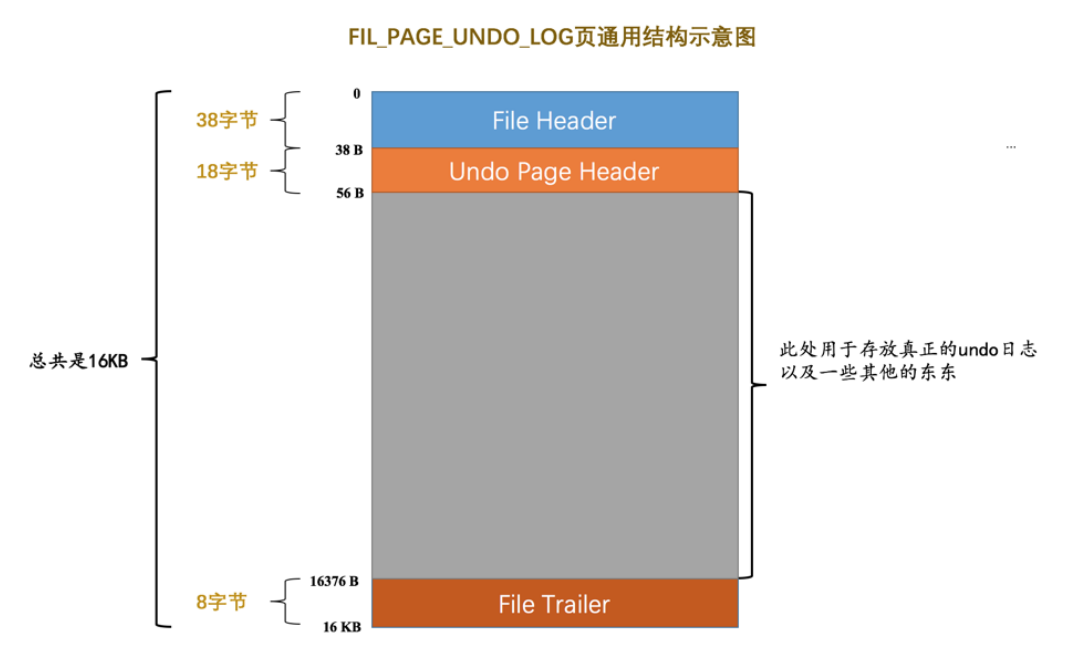 FIL_PAGE_UNDO_LOG页通用结构示意图
0
38字节
File Header
...
38 B
18字节
Undo Page Header
56 B
总共是16KB
此处用于存放真正的undo日志
以及一些其他的东东
16376 B
8字节
File Trailer
16 KB